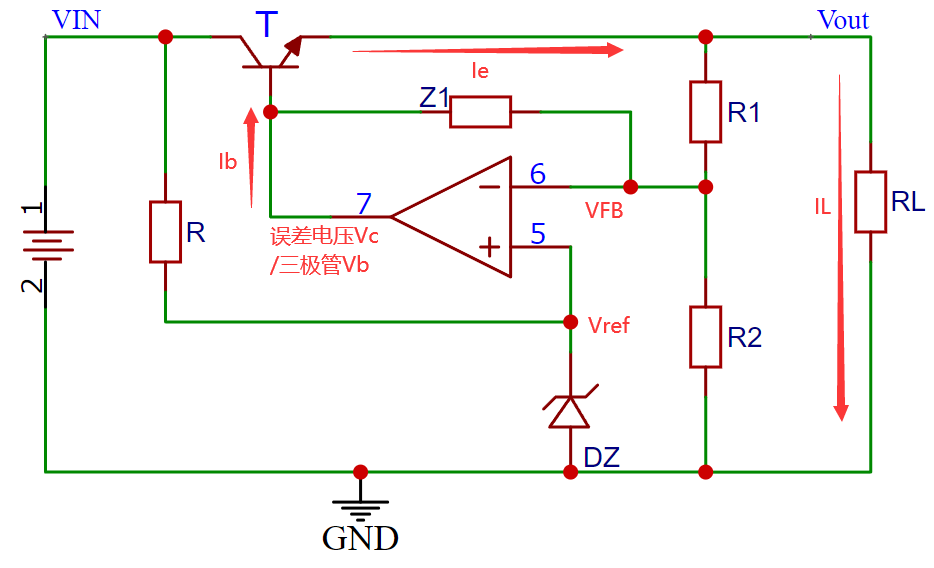 VIN
T
Vout
Ie
Z1
R1
Ib
6
7
VFB
5
IL
RL
1
R
误差电压Vc
/三极管Vb
2
Vref
R2
DZ
GND